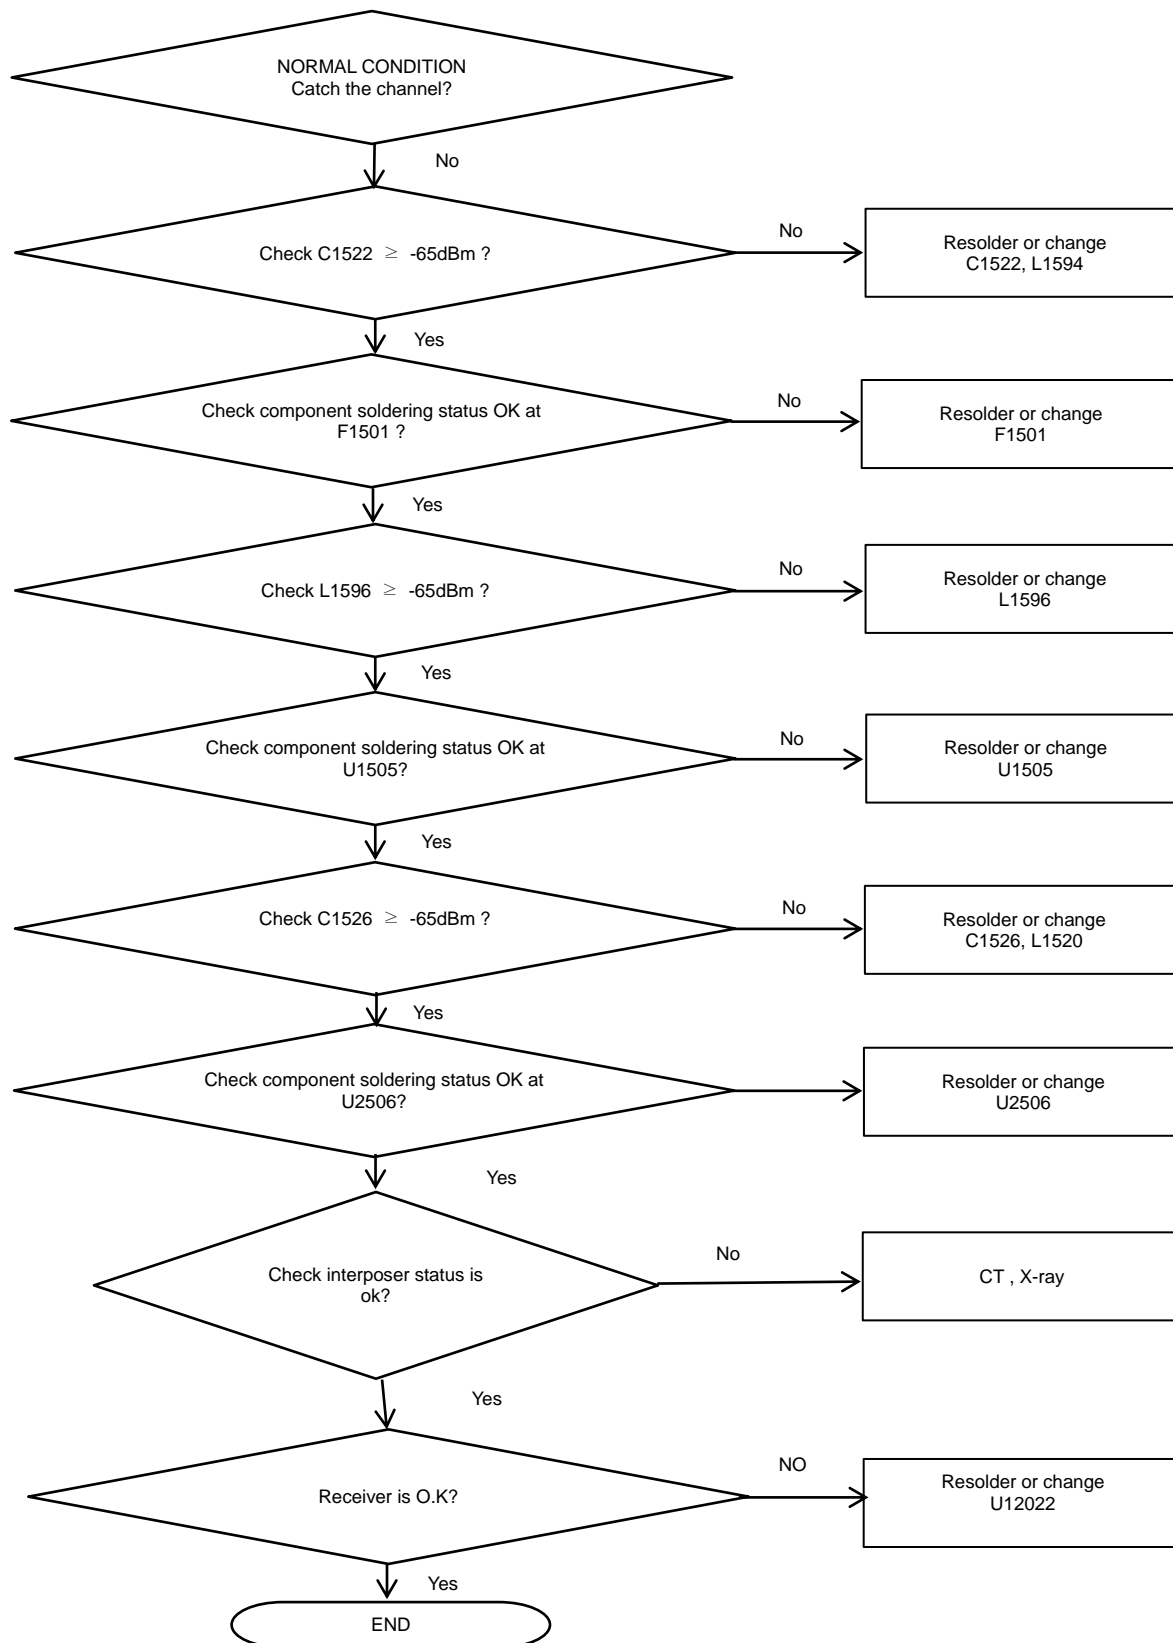 NORMAL CONDITION
Catch the channel?
No
Check C1522 ≥ -65dBm ?
No
Resolder or change
C1522, L1594
Yes
Check component soldering status OK at
F1501 ?
No
Resolder or change
F1501
Yes
Check L1596 ≥ -65dBm ?
No
Resolder or change
L1596
Yes
Check component soldering status OK at
U1505?
No
Resolder or change
U1505
Yes
Check C1526 ≥ -65dBm ?
No
Resolder or change
C1526, L1520
Yes
Check component soldering status OK at
U2506?
Resolder or change
U2506
Yes
Check interposer status is
ok?
No
CT , X-ray
Yes
Receiver is O.K?
NO
Resolder or change
U12022
Yes
END